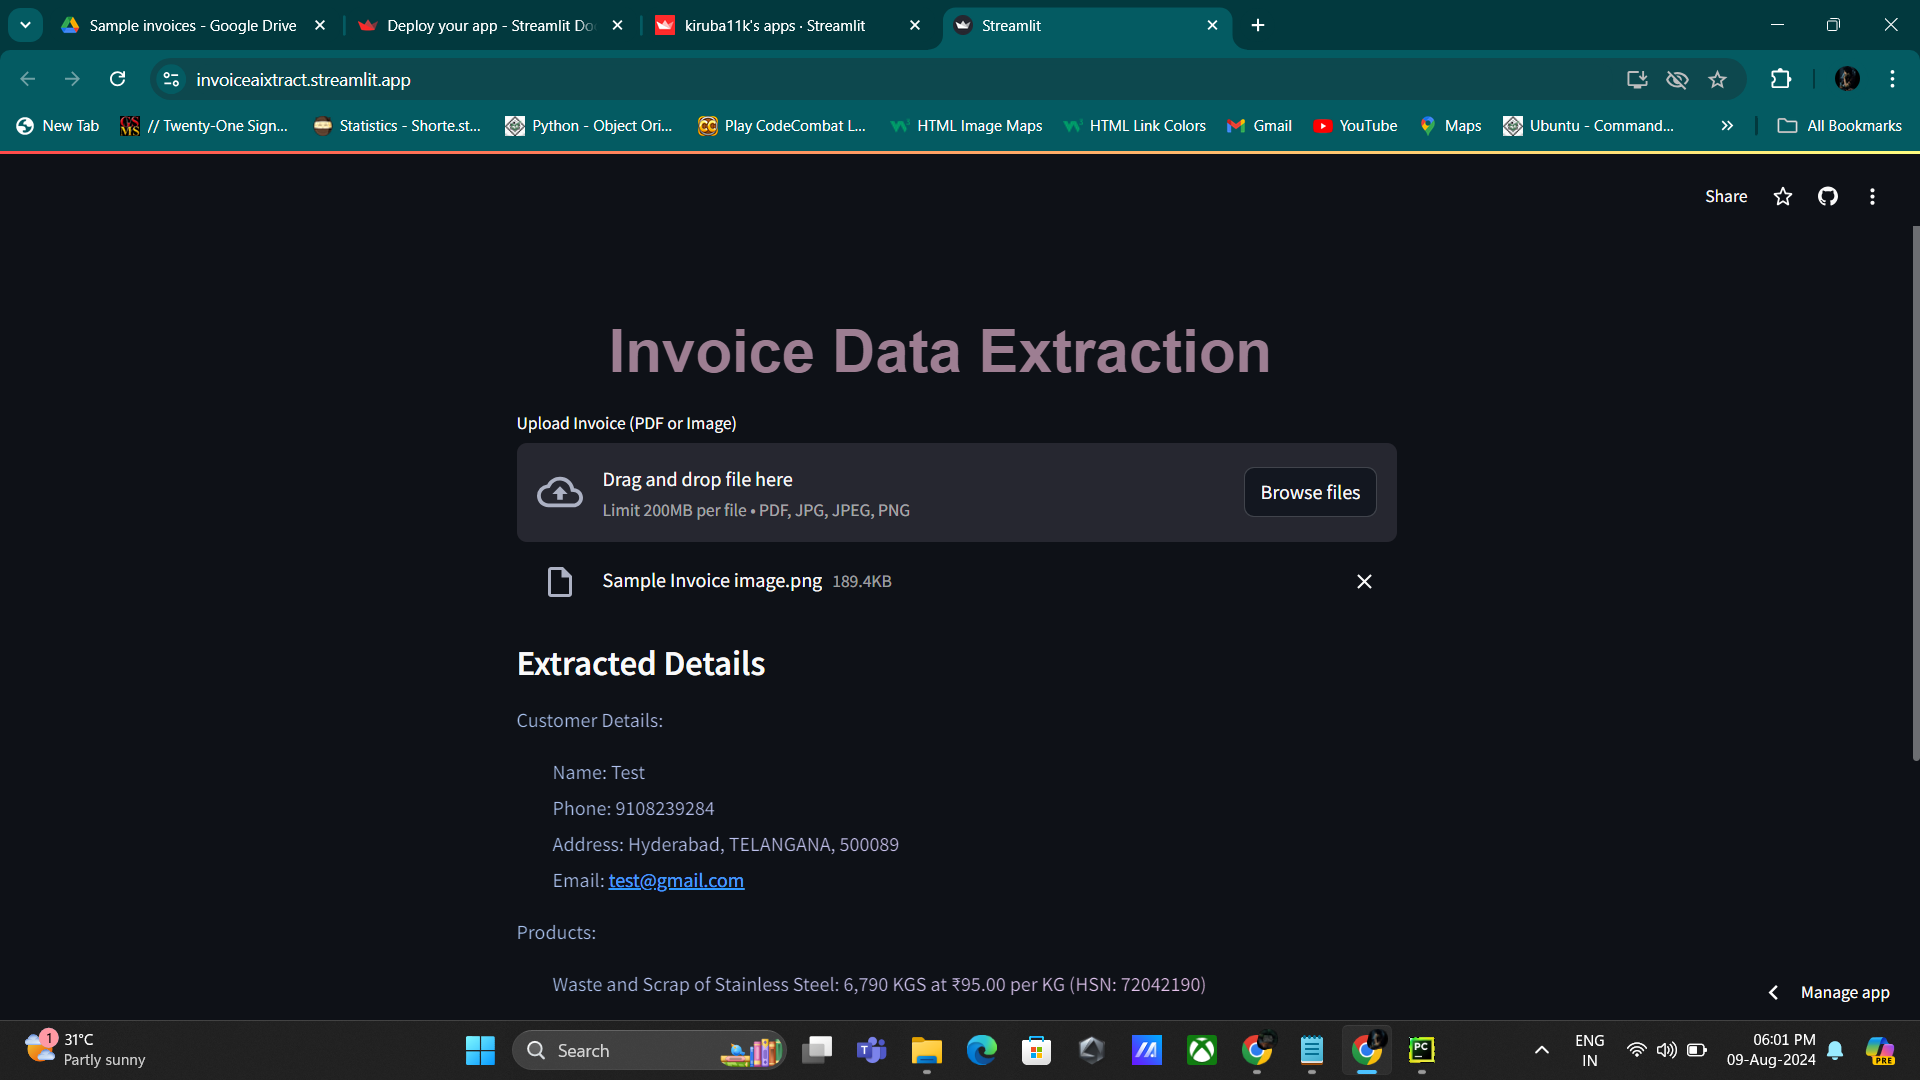 Sample invoices - Google Drive
Deploy your app - Streamlit Do
kiruba11k's apps · Streamlit
Streamlit
invoiceaixtract.streamlit.app
New Tab
// Twenty-One Sign...
Statistics - Shorte.st...
Python - Object Ori...
Play CodeCombat L...
HTML Image Maps
HTML Link Colors
Gmail
YouTube
Maps
Ubuntu - Command...
All Bookmarks
Share
Invoice Data Extraction
Upload Invoice (PDF or Image)
Drag and drop file here
Limit 200MB per file • PDF, JPG, JPEG, PNG
Browse files
Sample Invoice image.png 189.4KB
Extracted Details
Customer Details:
Name: Test
Phone: 9108239284
Address: Hyderabad, TELANGANA, 500089
Email: test@gmail.com
Products:
Waste and Scrap of Stainless Steel: 6,790 KGS at ₹95.00 per KG (HSN: 72042190)
Manage app
1
31°C
Partly sunny
Search
PC
ENG
IN
06:01 PM
09-Aug-2024
PRE